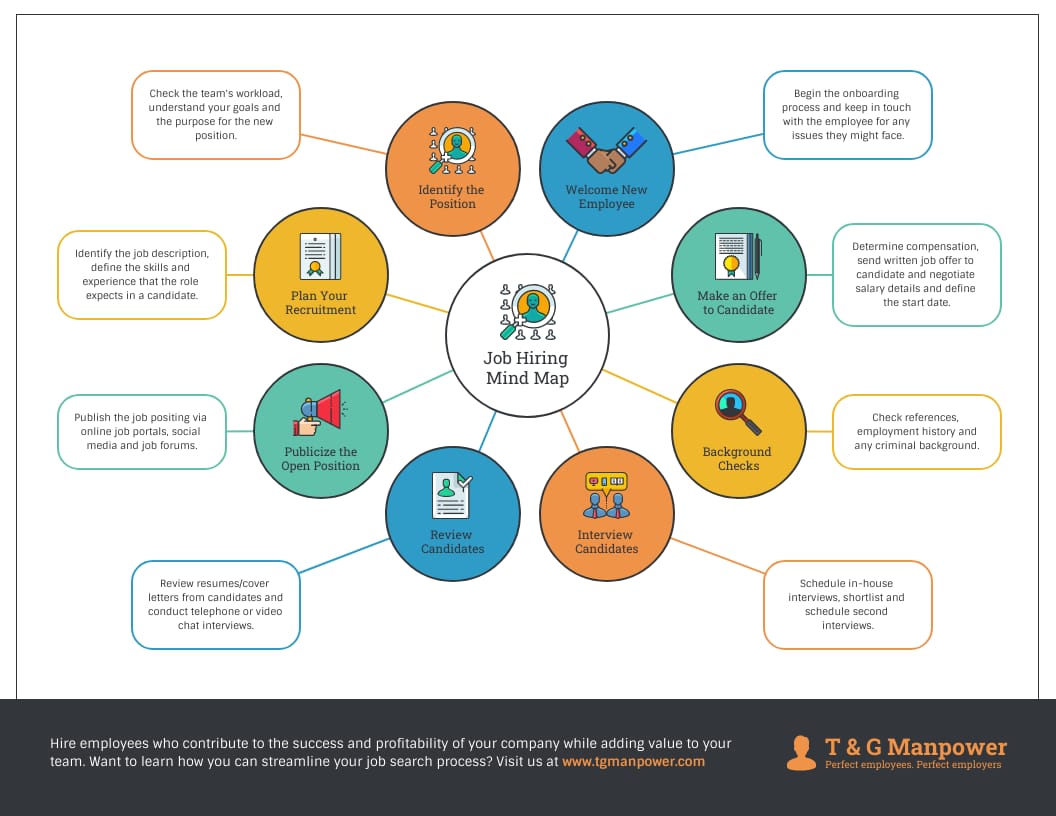 Check the team's workload,
understand your goals and
the purpose for the new
position.
Identify the
Position
Welcome New
Employee
Begin the onboarding
process and keep in touch
with the employee for any
issues they might face.
Identify the job description,
define the skills and
experience that the role
expects in a candidate.
Plan Your
Recruitment
Make an Offer
to Candidate
Determine compensation,
send written job offer to
candidate and negotiate
salary details and define
the start date.
Job Hiring
Mind Map
Publish the job positing via
online job portals, social
media and job forums.
Publicize the
Open Position
Background
Checks
Check references,
employment history and
any criminal background.
Review
Candidates
Interview
Candidates
Review resumes/cover
letters from candidates and
conduct telephone or video
chat interviews.
Schedule in-house
interviews, shortlist and
schedule second
interviews.
Hire employees who contribute to the success and profitability of your company while adding value to your
team. Want to learn how you can streamline your job search process? Visit us at www.tgmanpower.com
T & G Manpower
Perfect employees. Perfect employers